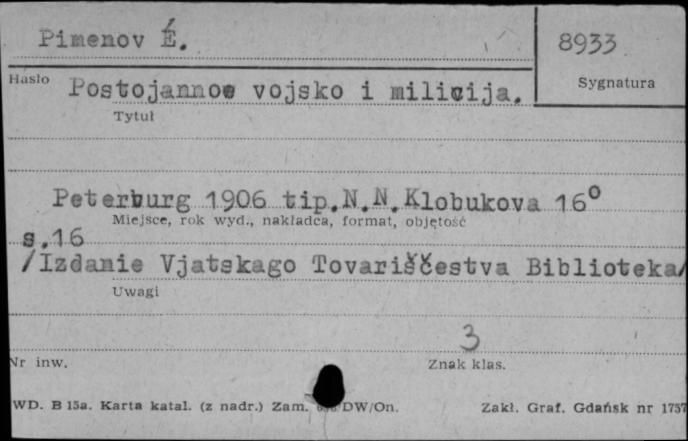 Pimenov É.
8933
Hasło
Sygnatura
Postojannoe vojsko i milicija.
Tytuł
Peterburg 1906 tip.N.N.Klobukova 16°
Miejsce, rok wyd., nakładca, format, objętość
s.16
/Izdanie Vjatskago Tovariščestva Biblioteka/
Uwagi
3
Nr inw.
Znak klas.
WD. B 15a. Karta katal. (z nadr.) Zam. DW/On.
Zakł. Graf. Gdańsk nr 1757